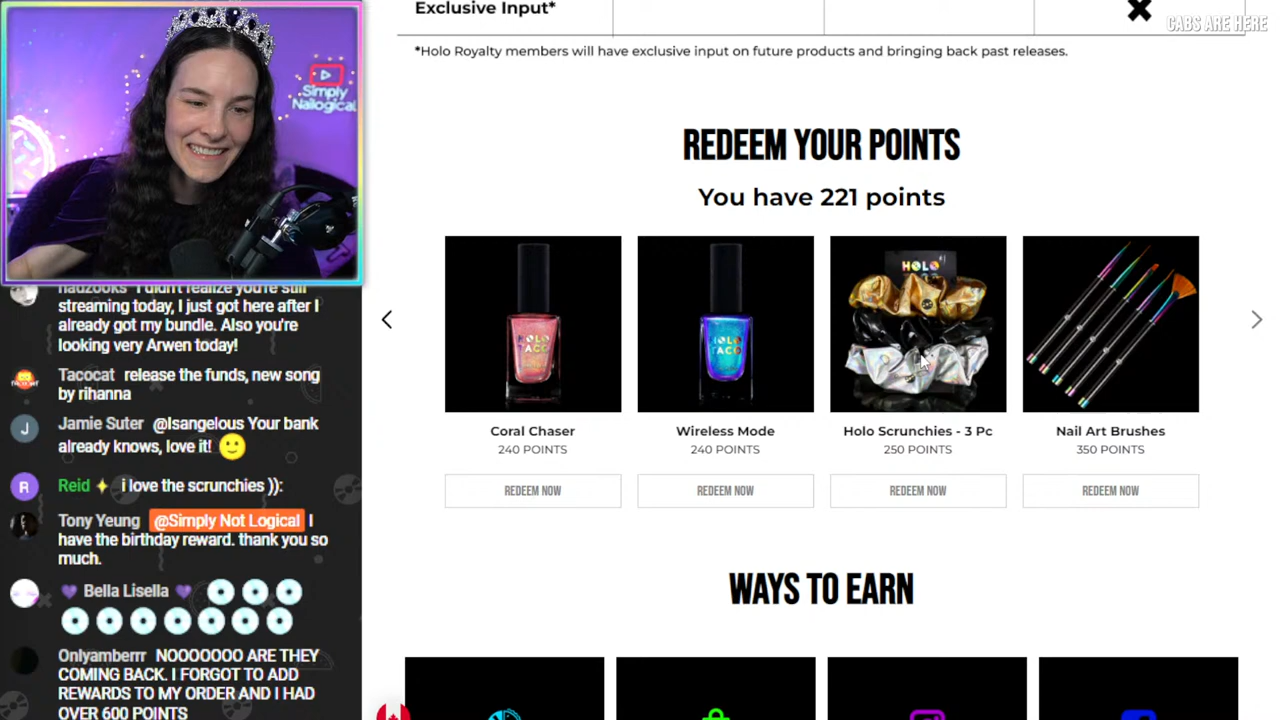 Exclusive Input*
CABS ARE HERE
*Holo Royalty members will have exclusive input on future products and bringing back past releases.
Simply
Nailogical
REDEEM YOUR POINTS
You have 221 points
HOLO
TACO
HOLO
TACO
HOLO
Coral Chaser
240 POINTS
REDEEM NOW
Wireless Mode
240 POINTS
REDEEM NOW
Holo Scrunchies - 3 Pc
250 POINTS
REDEEM NOW
Nail Art Brushes
350 POINTS
REDEEM NOW
WAYS TO EARN
nadzooks I didn't realize you're still
streaming today, I just got here after I
already got my bundle. Also you're
looking very Arwen today!
Tacocat release the funds, new song
by rihanna
J
Jamie Suter @Isangelous Your bank
already knows, love it!
R
Reid i love the scrunchies )):
Tony Yeung @Simply Not Logical I
have the birthday reward. thank you so
much.
Bella Lisella
Onlyamberrr NOOOOOOO ARE THEY
COMING BACK. I FORGOT TO ADD
REWARDS TO MY ORDER AND I HAD
OVER 600 POINTS